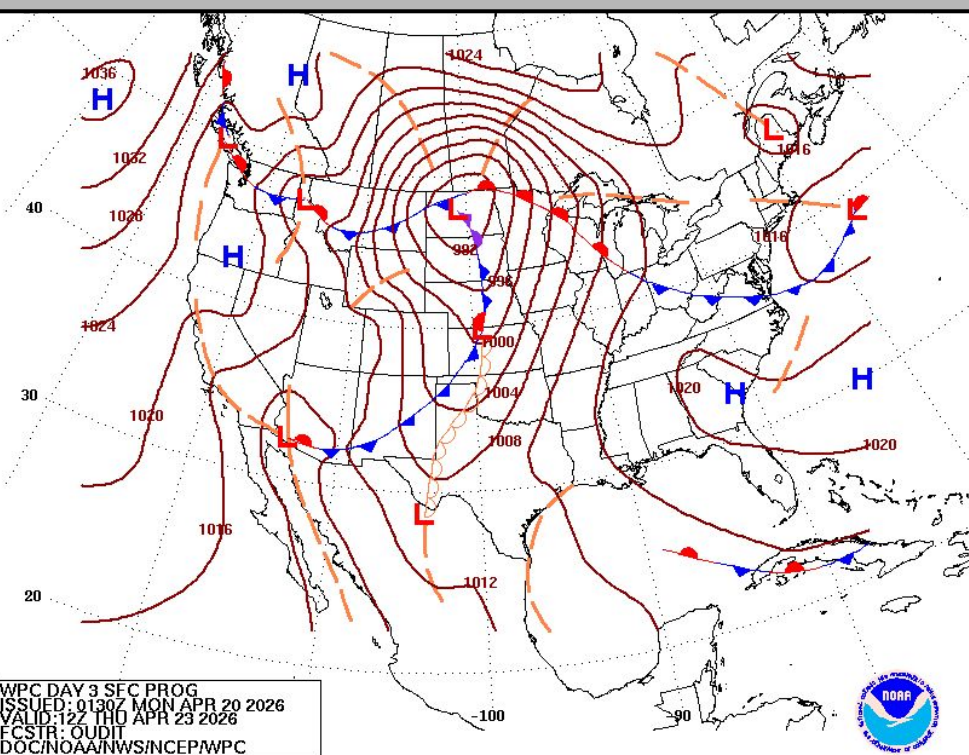 1024
1036
H
H
L
L
1016
1032
L
L
L
40
1028
1016
H
992
996
1024
L
1000
30
1020
H
H
1020
1004
L
1008
1020
L
1016
1012
20
-100
-90
NOAA
WPC DAY 3 SFC PROG
ISSUED: 0130Z MON APR 20 2026
VALID:12Z THU APR 23 2026
FCSTR: OUDIT
DOC/NOAA/NWS/NCEP/WPC